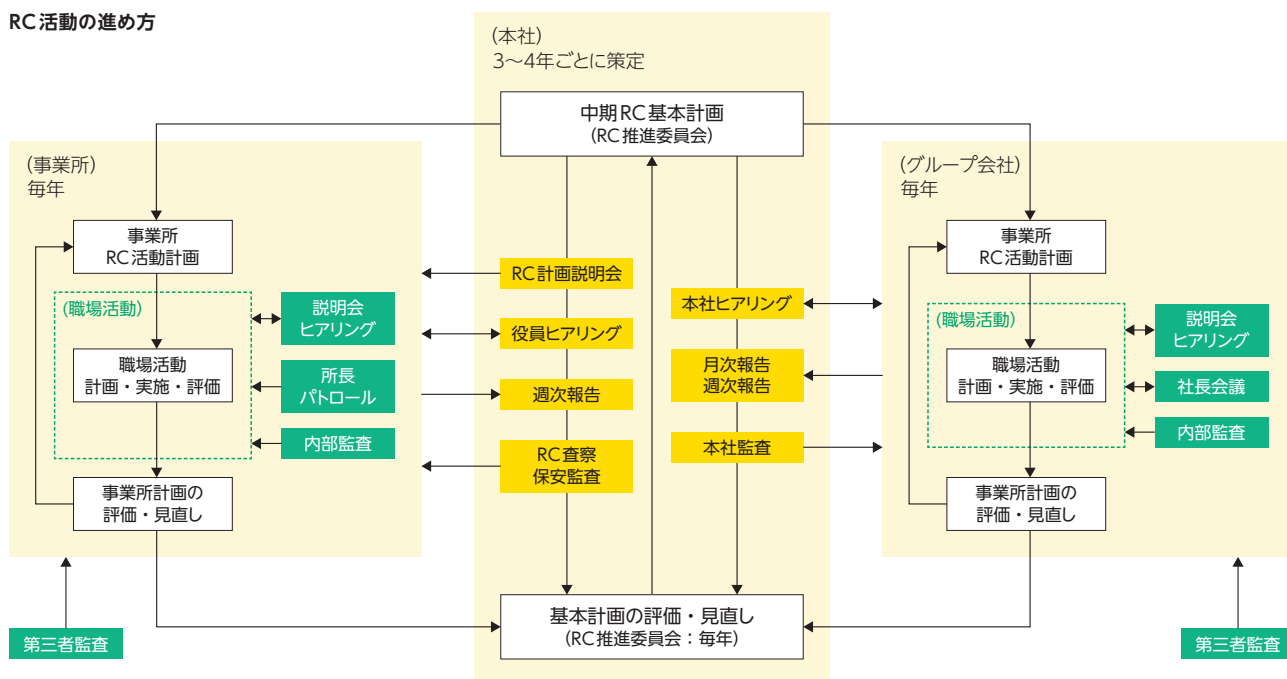 RC活動の進め方
(本社)
3〜4年ごとに策定
中期RC基本計画
(RC推進委員会)
(事業所)
毎年
事業所
RC活動計画
(職場活動)
説明会
ヒアリング
職場活動
計画・実施・評価
所長
パトロール
内部監査
事業所計画の
評価・見直し
第三者監査
RC計画説明会
役員ヒアリング
週次報告
RC査察
保安監査
本社ヒアリング
月次報告
週次報告
本社監査
基本計画の評価・見直し
(RC推進委員会:毎年)
(グループ会社)
毎年
事業所
RC活動計画
(職場活動)
説明会
ヒアリング
職場活動
計画・実施・評価
社長会議
内部監査
事業所計画の
評価・見直し
第三者監査